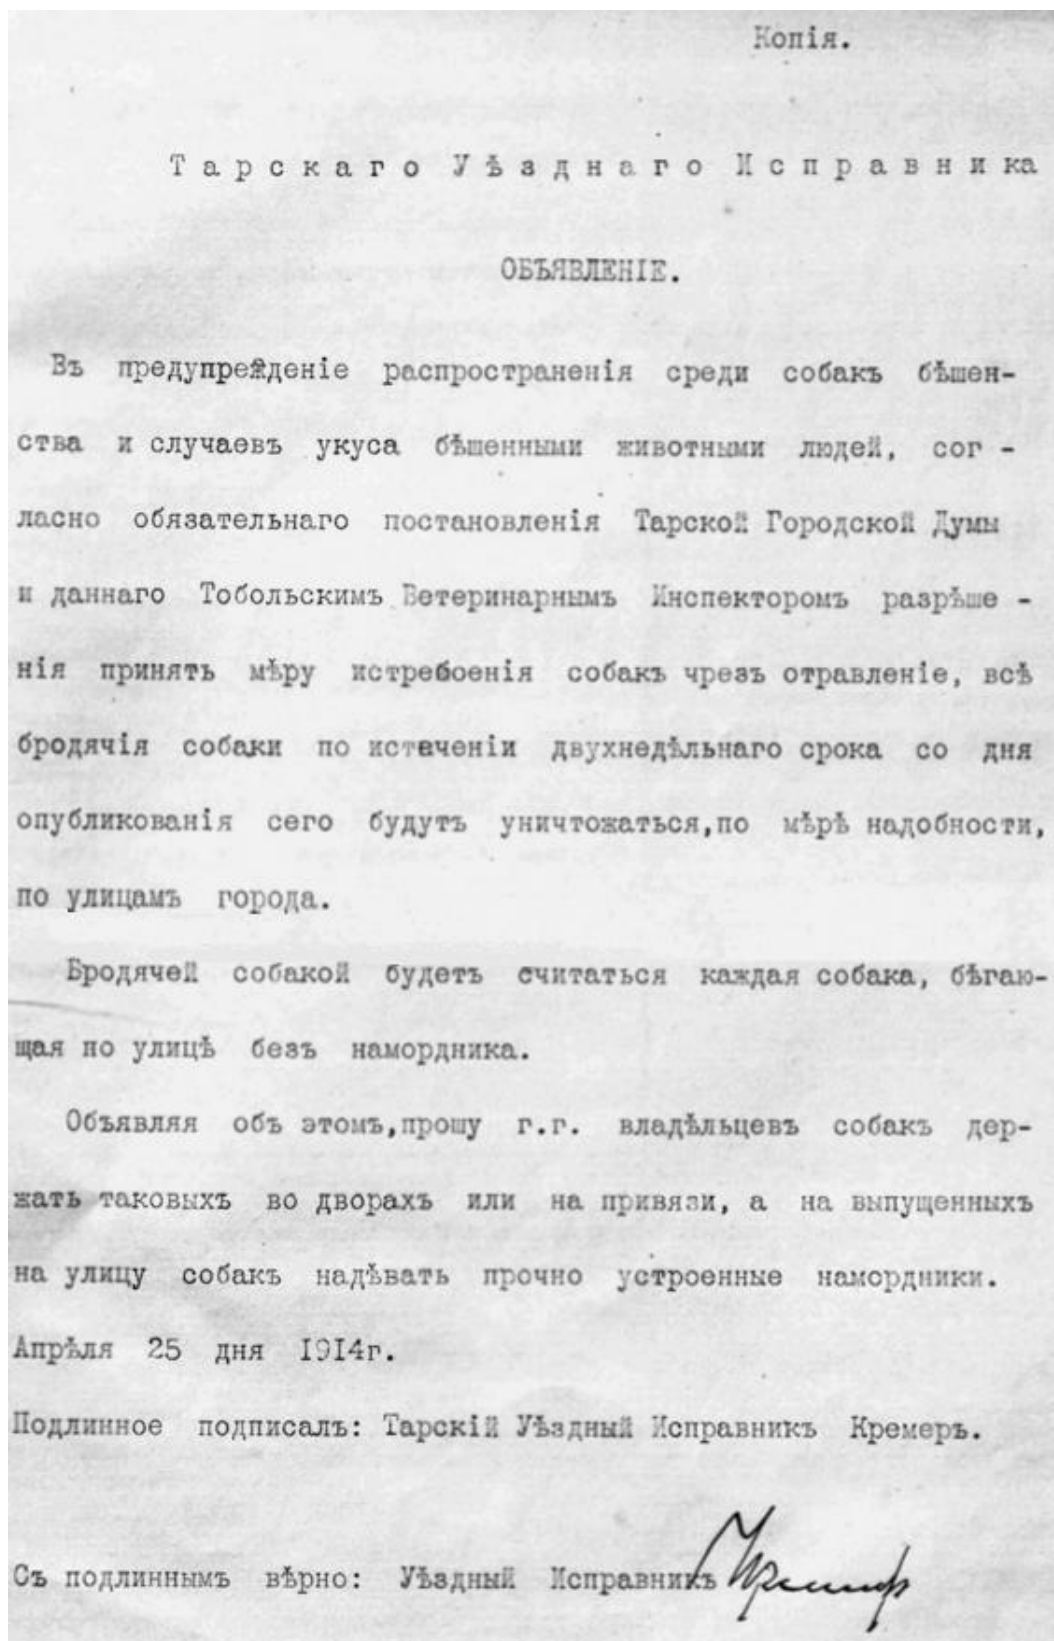 Копія.
Тарскаго Уѣзднаго Исправника
ОБЪЯВЛЕНІЕ.
Въ предупрежденіе распространенія среди собакъ бѣшен-
ства и случаевъ укуса бѣшенными животными людей, сог -
ласно обязательнаго постановленія Тарской Городской Думы
и даннаго Тобольскимъ Ветеринарнымъ Инспекторомъ разрѣше -
нія принять мѣру истребоенія собакъ чрезъ отравленіе, всѣ
бродячія собаки по истеченіи двухнедѣльнаго срока со дня
опубликованія сего будутъ уничтожаться,по мѣрѣ надобности,
по улицамъ города.
Бродячей собакой будетъ считаться каждая собака, бѣгаю-
щая по улицѣ безъ намордника.
Объявляя объ этомъ,прошу г.г. владѣльцевъ собакъ дер-
жать таковыхъ во дворахъ или на привязи, а на выпущенныхъ
на улицу собакъ надѣвать прочно устроенные намордники.
Апрѣля 25 дня 1914г.
Подлинное подписалъ: Тарскій Уѣздный Исправникъ Кремеръ.
Съ подлиннымъ вѣрно: Уѣздный Исправникъ Кремеръ